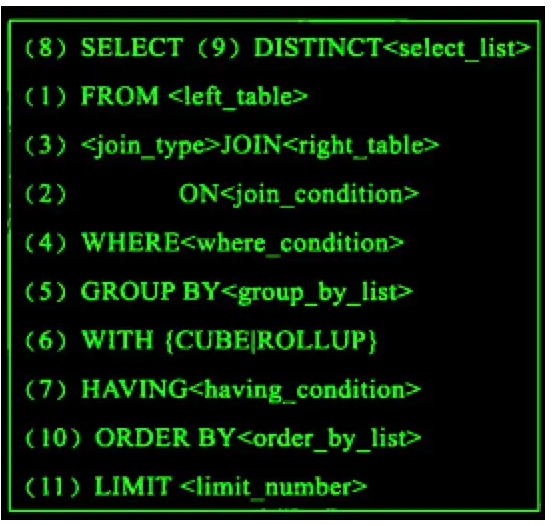 (8) SELECT (9) DISTINCT<select_list>
(1) FROM <left_table>
(3) <join_type>JOIN<right_table>
(2) ON<join_condition>
(4) WHERE<where_condition>
(5) GROUP BY<group_by_list>
(6) WITH {CUBE|ROLLUP}
(7) HAVING<having_condition>
(10) ORDER BY<order_by_list>
(11) LIMIT <limit_number>